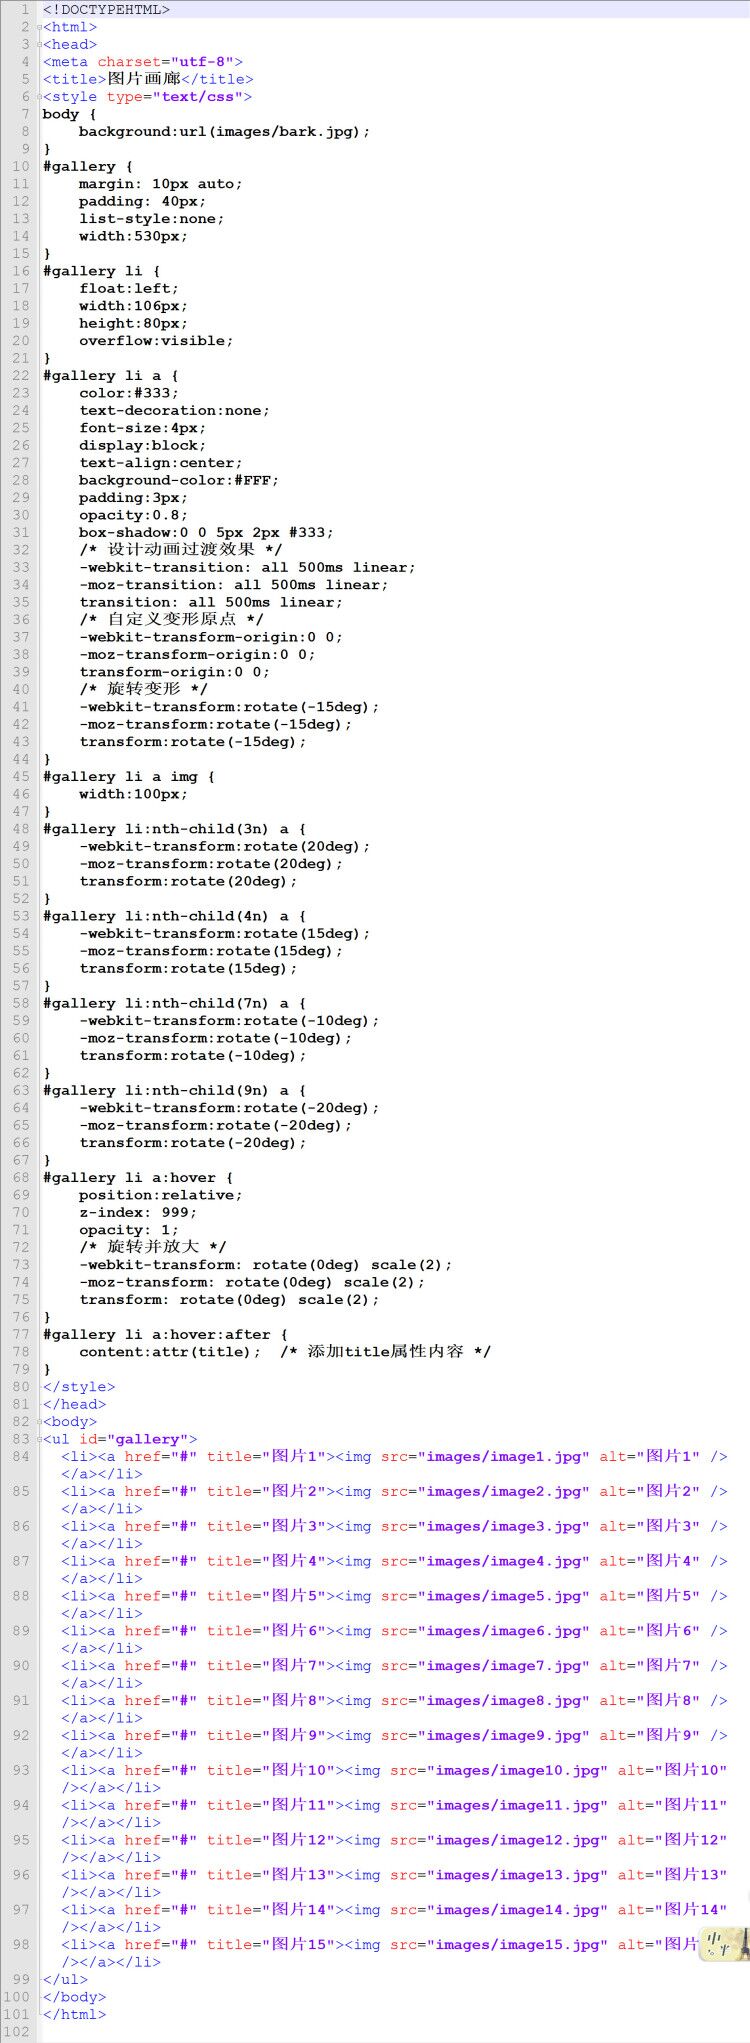 1 <!DOCTYPEHTML>
2 <html>
3 <head>
4 <meta charset="utf-8">
5 <title>图片画廊</title>
6 <style type="text/css">
7 body {
8     background:url(images/bark.jpg);
9 }
10 #gallery {
11     margin: 10px auto;
12     padding: 40px;
13     list-style:none;
14     width:530px;
15 }
16 #gallery li {
17     float:left;
18     width:106px;
19     height:80px;
20     overflow:visible;
21 }
22 #gallery li a {
23     color:#333;
24     text-decoration:none;
25     font-size:4px;
26     display:block;
27     text-align:center;
28     background-color:#FFF;
29     padding:3px;
30     opacity:0.8;
31     box-shadow:0 0 5px 2px #333;
32     /* 设计动画过渡效果 */
33     -webkit-transition: all 500ms linear;
34     -moz-transition: all 500ms linear;
35     transition: all 500ms linear;
36     /* 自定义变形原点 */
37     -webkit-transform-origin:0 0;
38     -moz-transform-origin:0 0;
39     transform-origin:0 0;
40     /* 旋转变形 */
41     -webkit-transform:rotate(-15deg);
42     -moz-transform:rotate(-15deg);
43     transform:rotate(-15deg);
44 }
45 #gallery li a img {
46     width:100px;
47 }
48 #gallery li:nth-child(3n) a {
49     -webkit-transform:rotate(20deg);
50     -moz-transform:rotate(20deg);
51     transform:rotate(20deg);
52 }
53 #gallery li:nth-child(4n) a {
54     -webkit-transform:rotate(15deg);
55     -moz-transform:rotate(15deg);
56     transform:rotate(15deg);
57 }
58 #gallery li:nth-child(7n) a {
59     -webkit-transform:rotate(-10deg);
60     -moz-transform:rotate(-10deg);
61     transform:rotate(-10deg);
62 }
63 #gallery li:nth-child(9n) a {
64     -webkit-transform:rotate(-20deg);
65     -moz-transform:rotate(-20deg);
66     transform:rotate(-20deg);
67 }
68 #gallery li a:hover {
69     position:relative;
70     z-index: 999;
71     opacity: 1;
72     /* 旋转并放大 */
73     -webkit-transform: rotate(0deg) scale(2);
74     -moz-transform: rotate(0deg) scale(2);
75     transform: rotate(0deg) scale(2);
76 }
77 #gallery li a:hover:after {
78     content:attr(title);  /* 添加title属性内容 */
79 }
80 </style>
81 </head>
82 <body>
83 <ul id="gallery">
84   <li><a href="#" title="图片1"><img src="images/image1.jpg" alt="图片1" />
</a></li>
85   <li><a href="#" title="图片2"><img src="images/image2.jpg" alt="图片2" />
</a></li>
86   <li><a href="#" title="图片3"><img src="images/image3.jpg" alt="图片3" />
</a></li>
87   <li><a href="#" title="图片4"><img src="images/image4.jpg" alt="图片4" />
</a></li>
88   <li><a href="#" title="图片5"><img src="images/image5.jpg" alt="图片5" />
</a></li>
89   <li><a href="#" title="图片6"><img src="images/image6.jpg" alt="图片6" />
</a></li>
90   <li><a href="#" title="图片7"><img src="images/image7.jpg" alt="图片7" />
</a></li>
91   <li><a href="#" title="图片8"><img src="images/image8.jpg" alt="图片8" />
</a></li>
92   <li><a href="#" title="图片9"><img src="images/image9.jpg" alt="图片9" />
</a></li>
93   <li><a href="#" title="图片10"><img src="images/image10.jpg" alt="图片10"
/></a></li>
94   <li><a href="#" title="图片11"><img src="images/image11.jpg" alt="图片11"
/></a></li>
95   <li><a href="#" title="图片12"><img src="images/image12.jpg" alt="图片12"
/></a></li>
96   <li><a href="#" title="图片13"><img src="images/image13.jpg" alt="图片13"
/></a></li>
97   <li><a href="#" title="图片14"><img src="images/image14.jpg" alt="图片14"
/></a></li>
98   <li><a href="#" title="图片15"><img src="images/image15.jpg" alt="图片
/></a></li>
99 </ul>
100 </body>
101 </html>
102